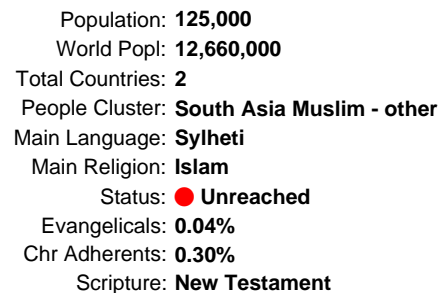 Population: 125,000
World Popl: 12,660,000
Total Countries: 2
People Cluster: South Asia Muslim - other
Main Language: Sylheti
Main Religion: Islam
Status: Unreached
Evangelicals: 0.04%
Chr Adherents: 0.30%
Scripture: New Testament